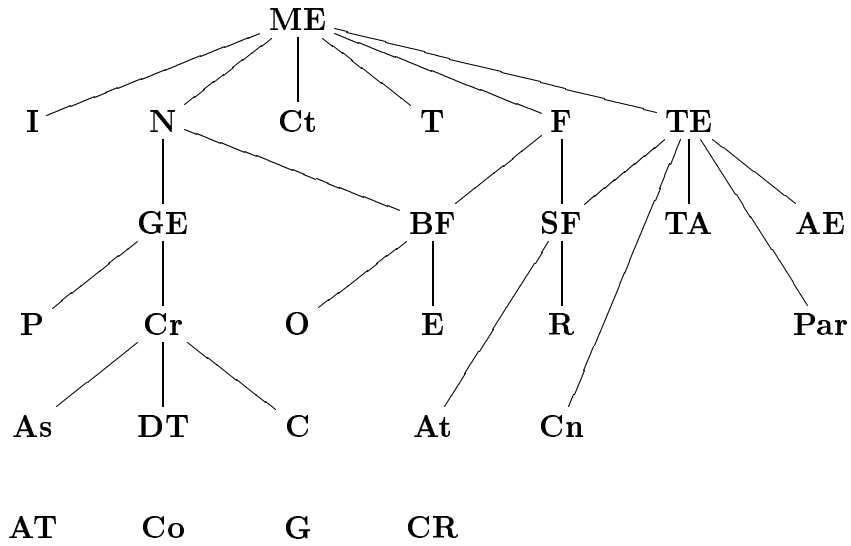 ME
I N Ct T F TE
GE BF SF TA AE
P Cr O E R Par
As DT C At Cn
AT Co G CR